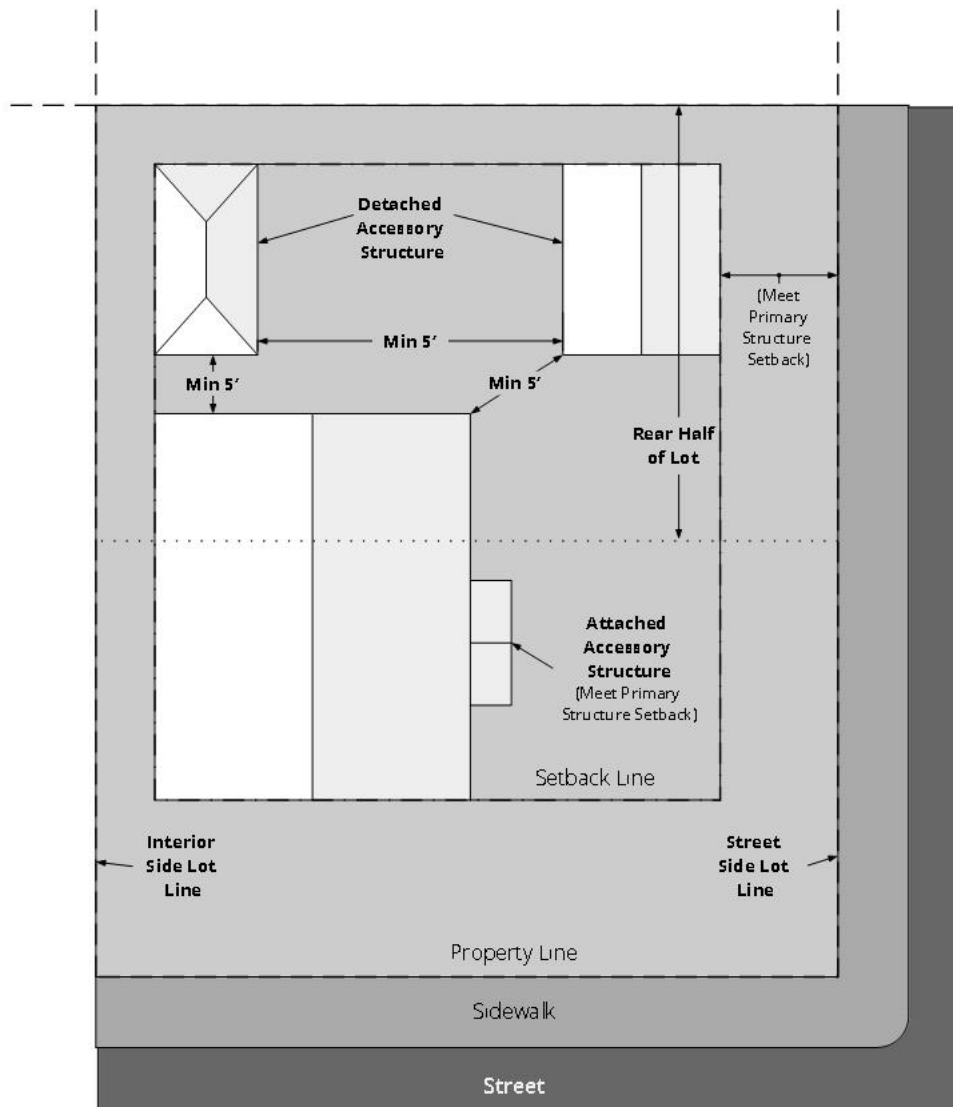 Detached
Accessory
Structure
(Meet
Primary
Structure
Setback)
Min 5'
Min 5'
Min 5'
Rear Half
of Lot
Attached
Accessory
Structure
(Meet Primary
Structure Setback)
Setback Line
Interior
Side Lot
Line
Street
Side Lot
Line
Property Line
Sidewalk
Street